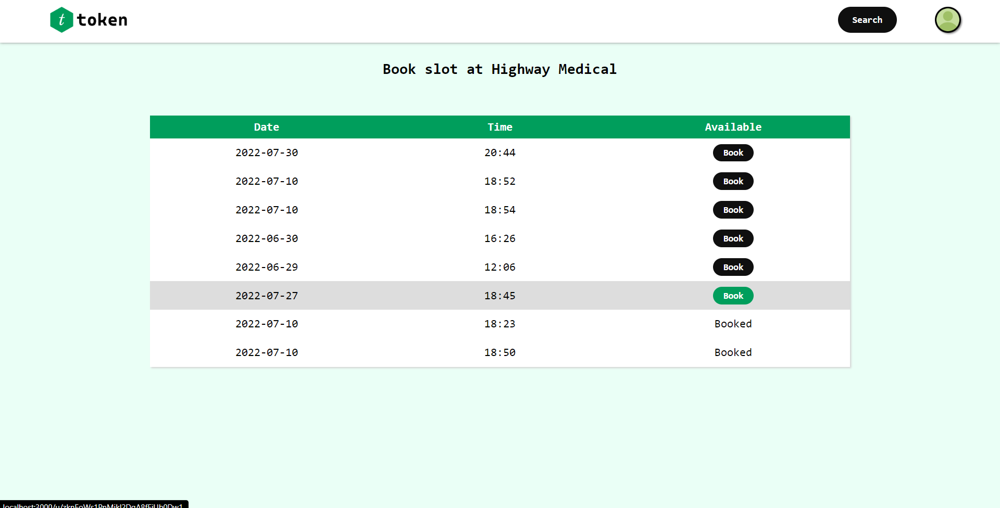 t token
Search
Book slot at Highway Medical
Date Time Available
2022-07-30 20:44 Book
2022-07-10 18:52 Book
2022-07-10 18:54 Book
2022-06-30 16:26 Book
2022-06-29 12:06 Book
2022-07-27 18:45 Book
2022-07-10 18:23 Booked
2022-07-10 18:50 Booked